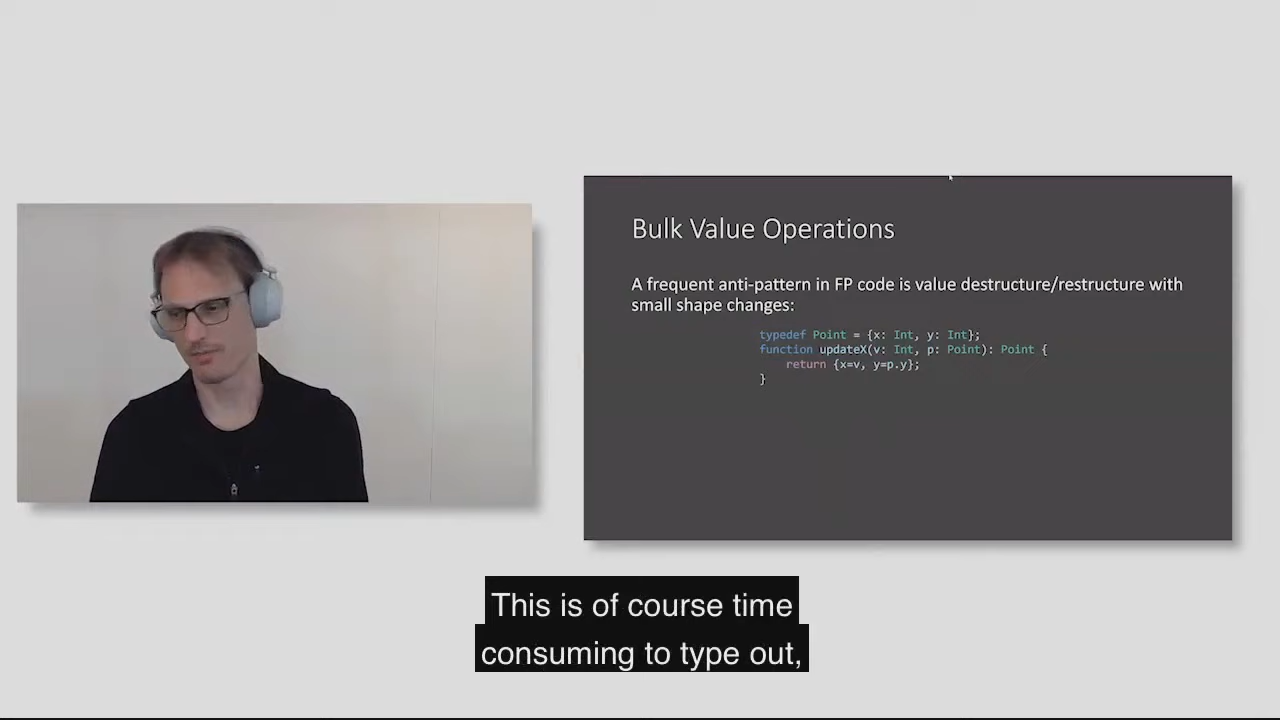 Bulk Value Operations
A frequent anti-pattern in FP code is value destructure/restructure with
small shape changes:
typedef Point = {x: Int, y: Int};
function updateX(v: Int, p: Point): Point {
    return {x=v, y=p.y};
}
This is of course time
consuming to type out,